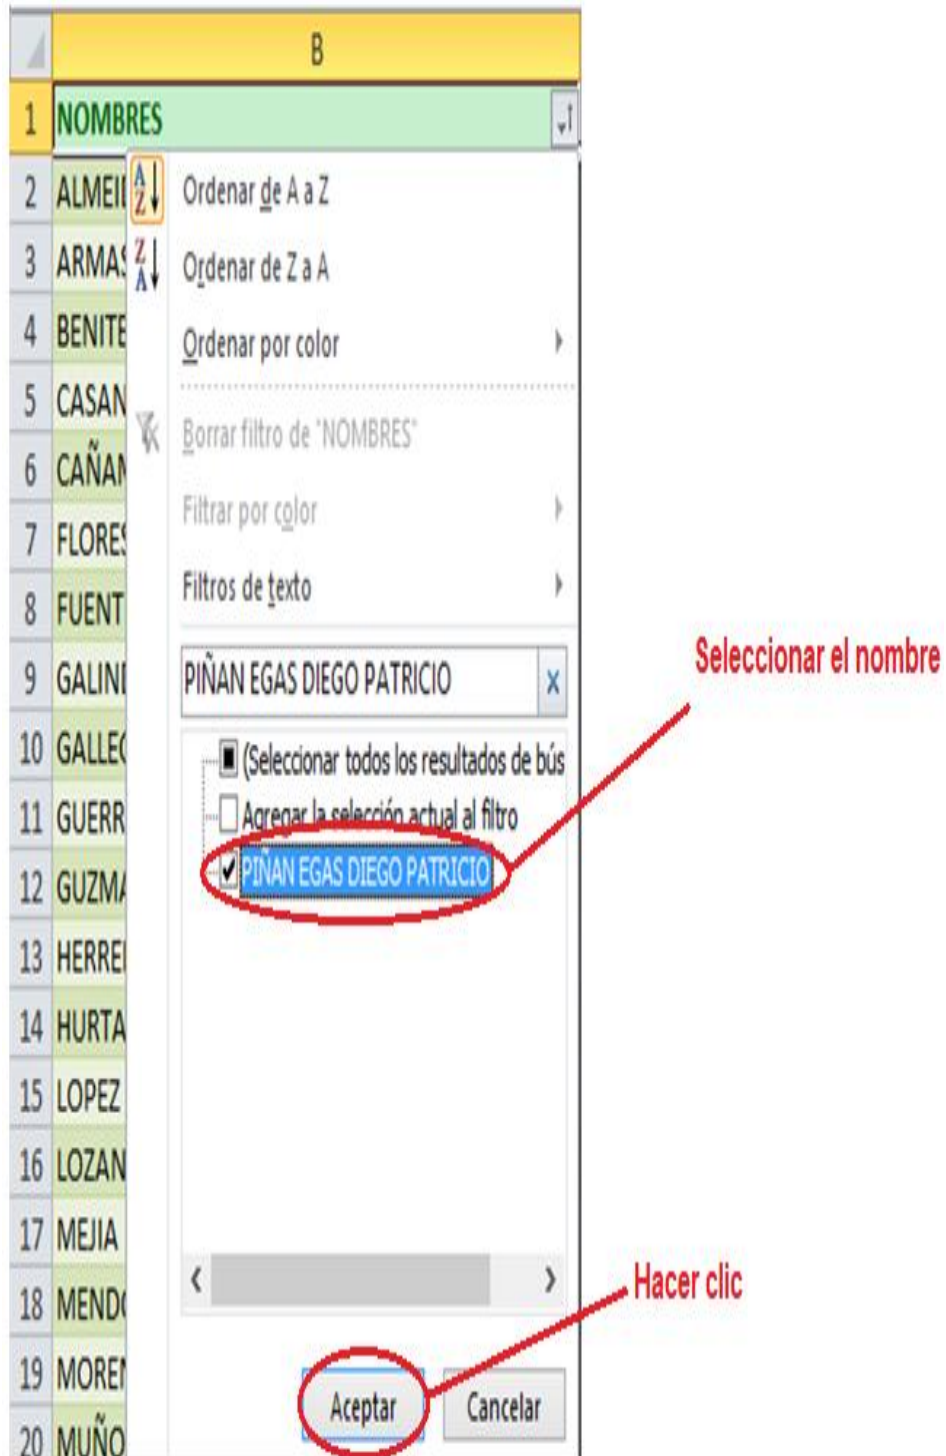 B
1 NOMBRES
2 ALMEI
Ordenar de A a Z
3 ARMAS
Ordenar de Z a A
4 BENITE
Ordenar por color
5 CASAN
Borrar filtro de "NOMBRES"
6 CAÑAM
Filtrar por color
7 FLORES
Filtros de texto
8 FUENT
9 GALIN
PIÑAN EGAS DIEGO PATRICIO x
Seleccionar el nombre
10 GALLEG
(Seleccionar todos los resultados de bús
11 GUERR
Agregar la selección actual al filtro
12 GUZMA
PIÑAN EGAS DIEGO PATRICIO
13 HERRE
14 HURTA
15 LOPEZ
16 LOZAN
17 MEJIA
18 MENDO
Hacer clic
19 MOREN
Aceptar Cancelar
20 MUÑO